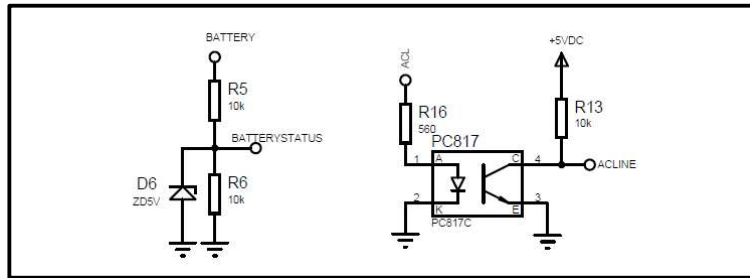 BATTERY
R5
10k
BATTERYSTATUS
D6
ZD5V
R6
10k
ACL
R16
560
PC817
1
A
C
4
2
K
E
3
PC817C
+5VDC
R13
10k
ACLINE